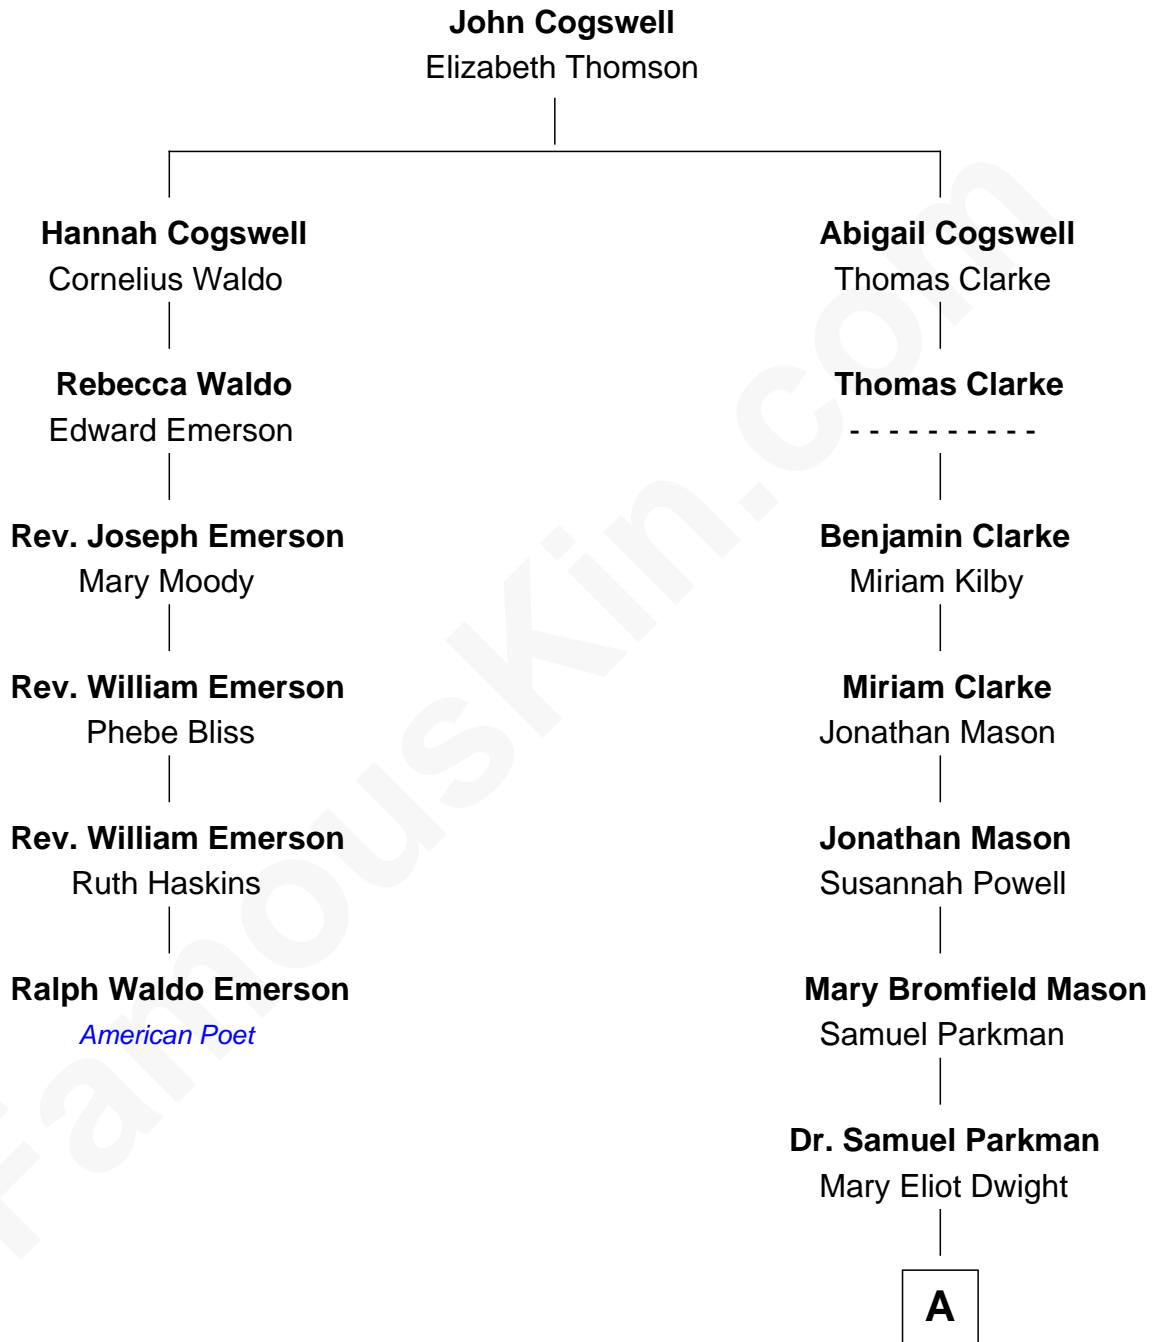 John Cogswell
Elizabeth Thomson
Hannah Cogswell
Cornelius Waldo
Abigail Cogswell
Thomas Clarke
Rebecca Waldo
Edward Emerson
Thomas Clarke
- - - - - - - - - -
Rev. Joseph Emerson
Mary Moody
Benjamin Clarke
Miriam Kilby
Rev. William Emerson
Phebe Bliss
Miriam Clarke
Jonathan Mason
Rev. William Emerson
Ruth Haskins
Jonathan Mason
Susannah Powell
Ralph Waldo Emerson
American Poet
Mary Bromfield Mason
Samuel Parkman
Dr. Samuel Parkman
Mary Eliot Dwight
A
FamousKin.com